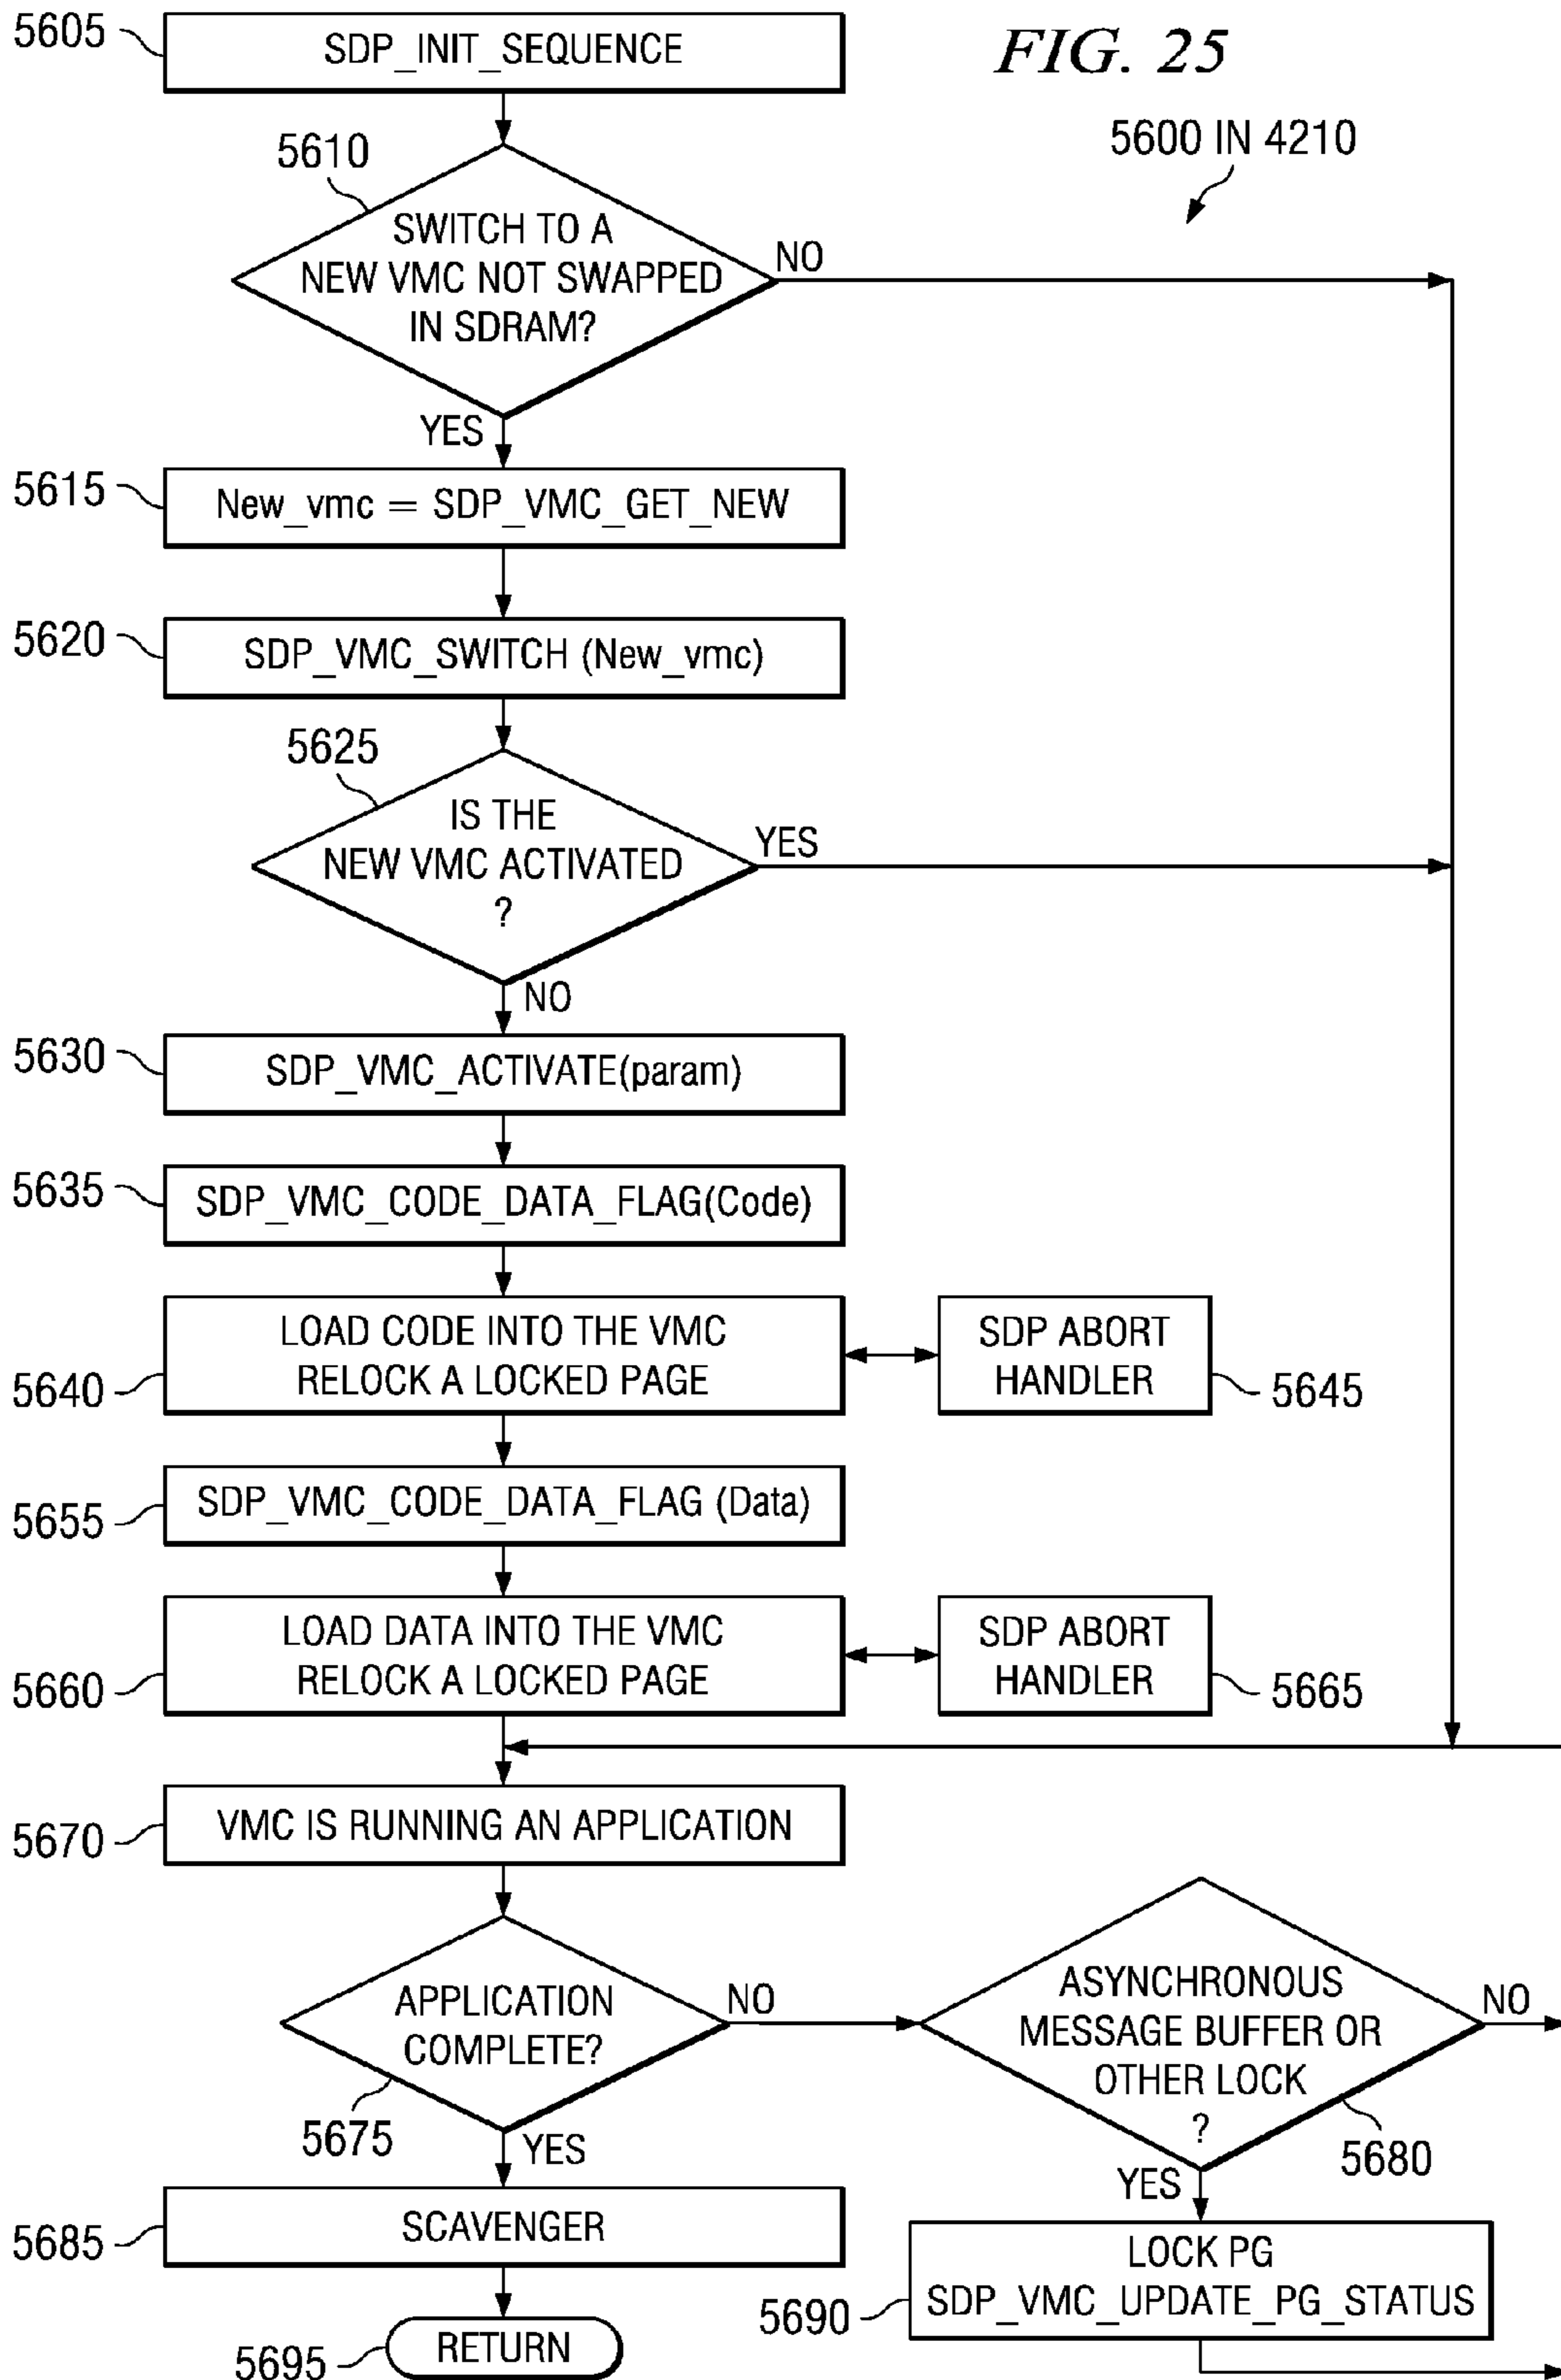 5605
SDP_INIT_SEQUENCE
FIG. 25
5600 IN 4210
5610
SWITCH TO A
NEW VMC NOT SWAPPED
IN SDRAM?
NO
YES
5615
New_vmc = SDP_VMC_GET_NEW
5620
SDP_VMC_SWITCH (New_vmc)
5625
IS THE
NEW VMC ACTIVATED
?
YES
NO
5630
SDP_VMC_ACTIVATE(param)
5635
SDP_VMC_CODE_DATA_FLAG(Code)
5640
LOAD CODE INTO THE VMC
RELOCK A LOCKED PAGE
SDP ABORT
HANDLER
5645
5655
SDP_VMC_CODE_DATA_FLAG (Data)
5660
LOAD DATA INTO THE VMC
RELOCK A LOCKED PAGE
SDP ABORT
HANDLER
5665
5670
VMC IS RUNNING AN APPLICATION
APPLICATION
COMPLETE?
5675
NO
YES
ASYNCHRONOUS
MESSAGE BUFFER OR
OTHER LOCK
?
5680
NO
YES
5685
SCAVENGER
5690
LOCK PG
SDP_VMC_UPDATE_PG_STATUS
5695
RETURN